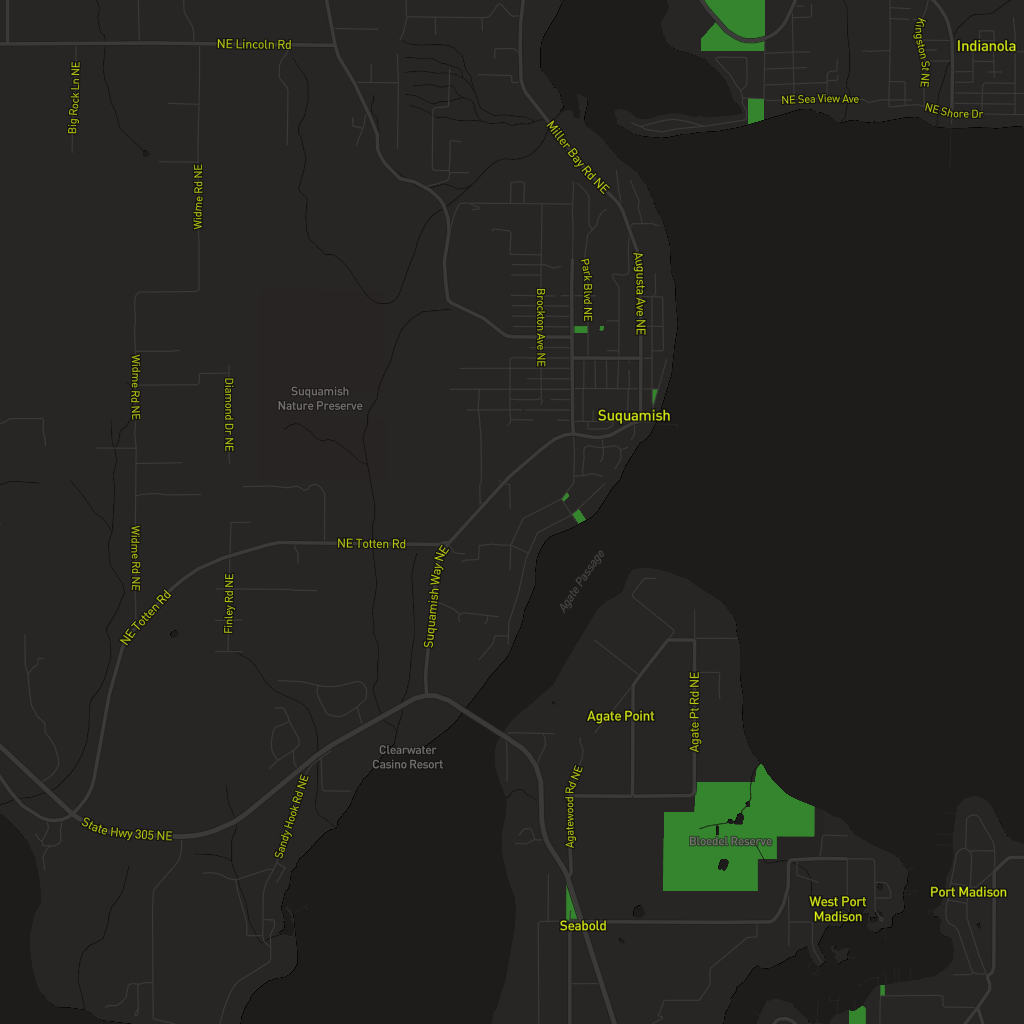 NE Lincoln Rd
Kingston St NE
Indianola
Big Rock Ln NE
NE Sea View Ave
NE Shore Dr
Miller Bay Rd NE
Widme Rd NE
Park Blvd NE
Augusta Ave NE
Brockton Ave NE
Widme Rd NE
Diamond Dr NE
Suquamish
Nature Preserve
Suquamish
NE Totten Rd
Widme Rd NE
Suquamish Way NE
Agate Passage
Finley Rd NE
NE Totten Rd
Agate Pt Rd NE
Agate Point
Clearwater
Casino Resort
Agatewood Rd NE
Sandy Hook Rd NE
State Hwy 305 NE
Bloedel Reserve
Port Madison
West Port
Madison
Seabold